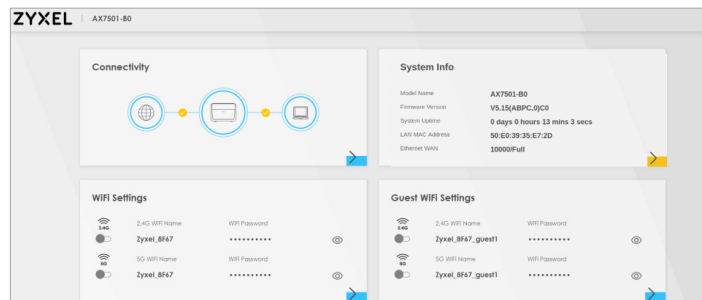 ZYXEL AX7501-B0
Connectivity
System Info
Model Name AX7501-B0
Firmware Version V5.15(ABPC.0)C0
System Uptime 0 days 0 hours 13 mins 3 secs
LAN MAC Address 50:E0:39:35:E7:2D
Ethernet WAN 10000/Full
WiFi Settings
2.4G 2.4G WiFi Name WiFi Password
Zyxel_8F67 ••••••••••
5G 5G WiFi Name WiFi Password
Zyxel_8F67 ••••••••••
Guest WiFi Settings
2.4G 2.4G WiFi Name WiFi Password
Zyxel_8F67_guest1 ••••••••••
5G 5G WiFi Name WiFi Password
Zyxel_8F67_guest1 ••••••••••